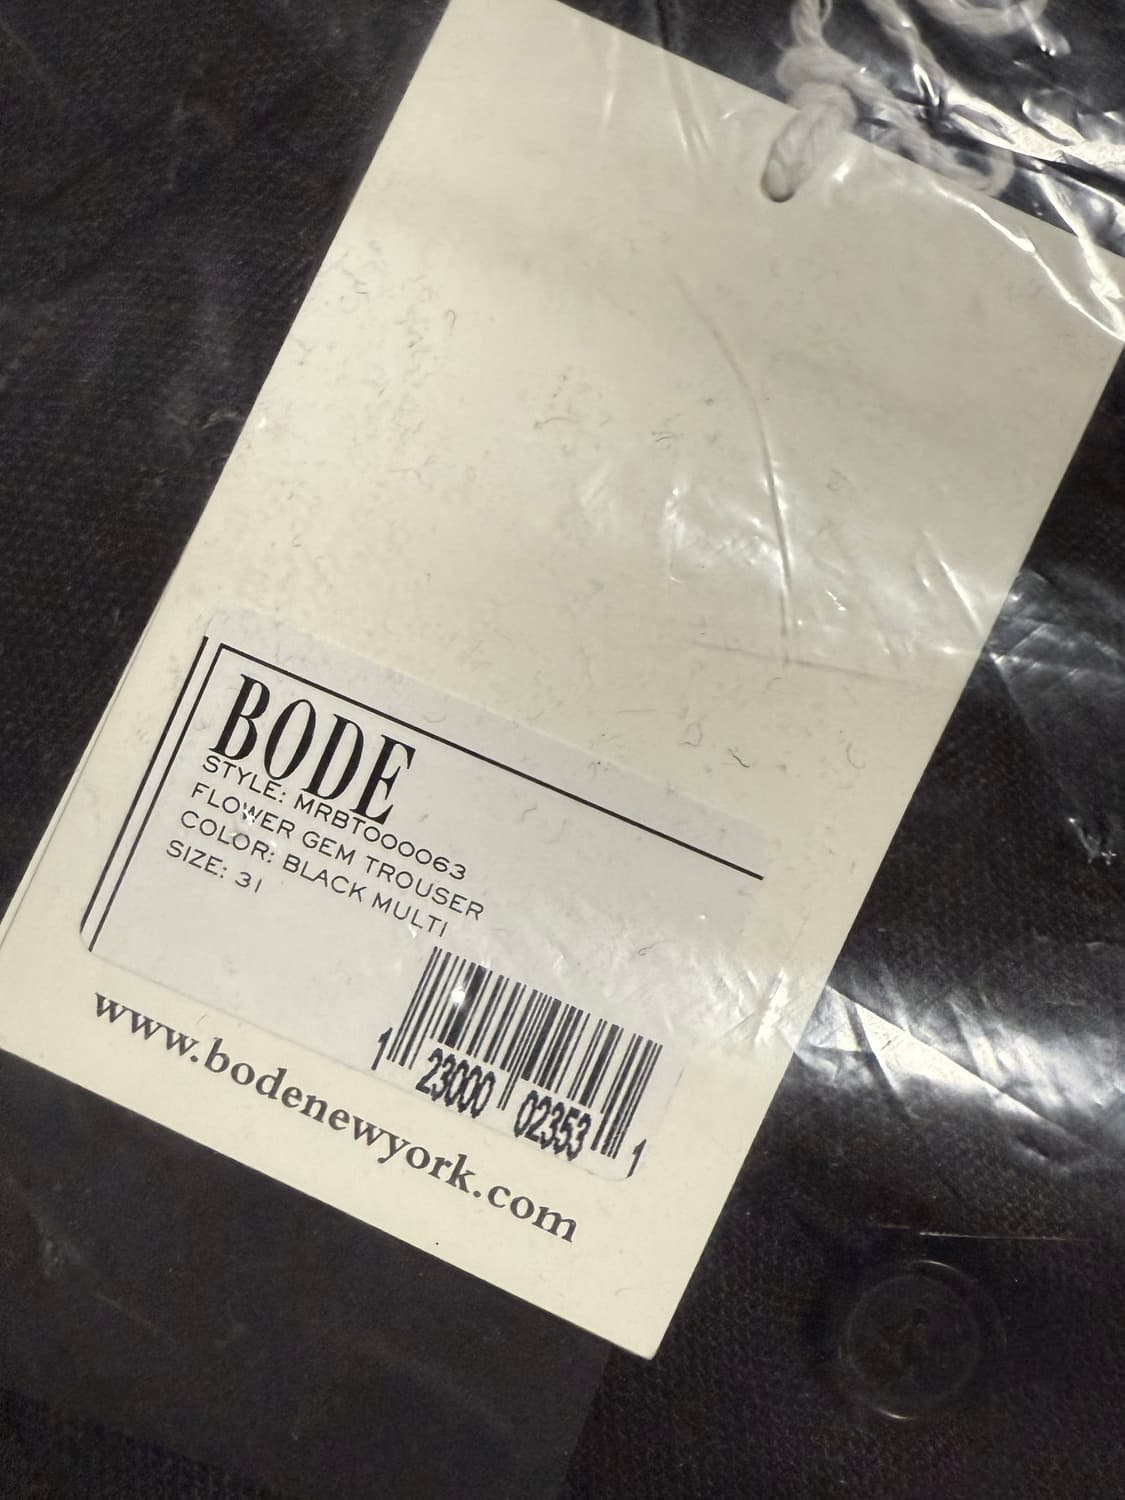 BODE
STYLE: MRBT000063
FLOWER GEM TROUSER
COLOR: BLACK MULTI
SIZE: 31
1 23000 02353 1
www.bodenewyork.com